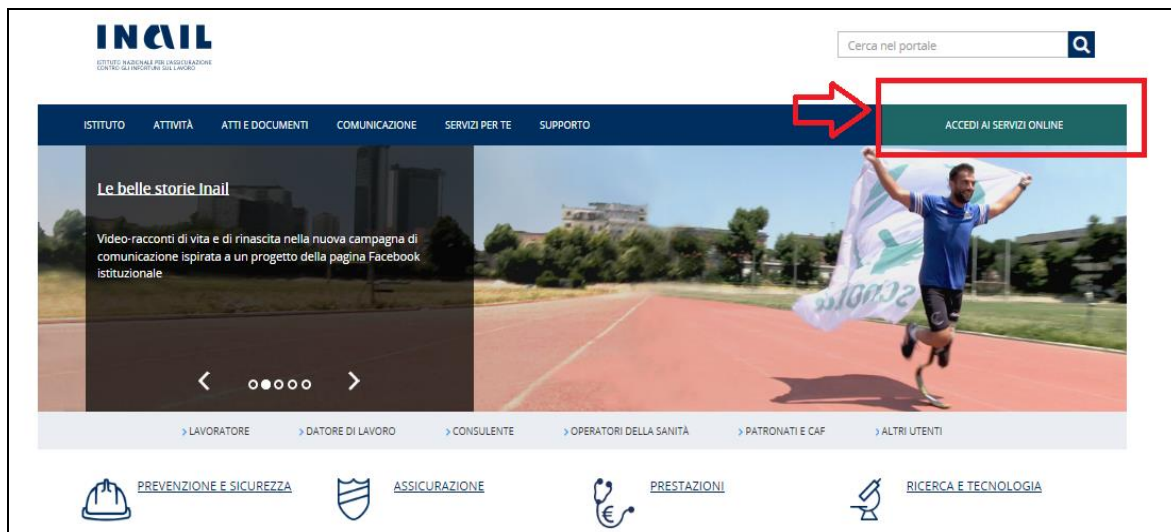 INAIL
ISTITUTO NAZIONALE PER L'ASSICURAZIONE
CONTRO GLI INFORTUNI SUL LAVORO
Cerca nel portale
ISTITUTO ATTIVITÀ ATTI E DOCUMENTI COMUNICAZIONE SERVIZI PER TE SUPPORTO ACCEDI AI SERVIZI ONLINE
Le belle storie Inail
Video-racconti di vita e di rinascita nella nuova campagna di
comunicazione ispirata a un progetto della pagina Facebook
istituzionale
LAVORATORE DATORE DI LAVORO CONSULENTE OPERATORI DELLA SANITÀ PATRONATI E CAF ALTRI UTENTI
PREVENZIONE E SICUREZZA ASSICURAZIONE PRESTAZIONI RICERCA E TECNOLOGIA